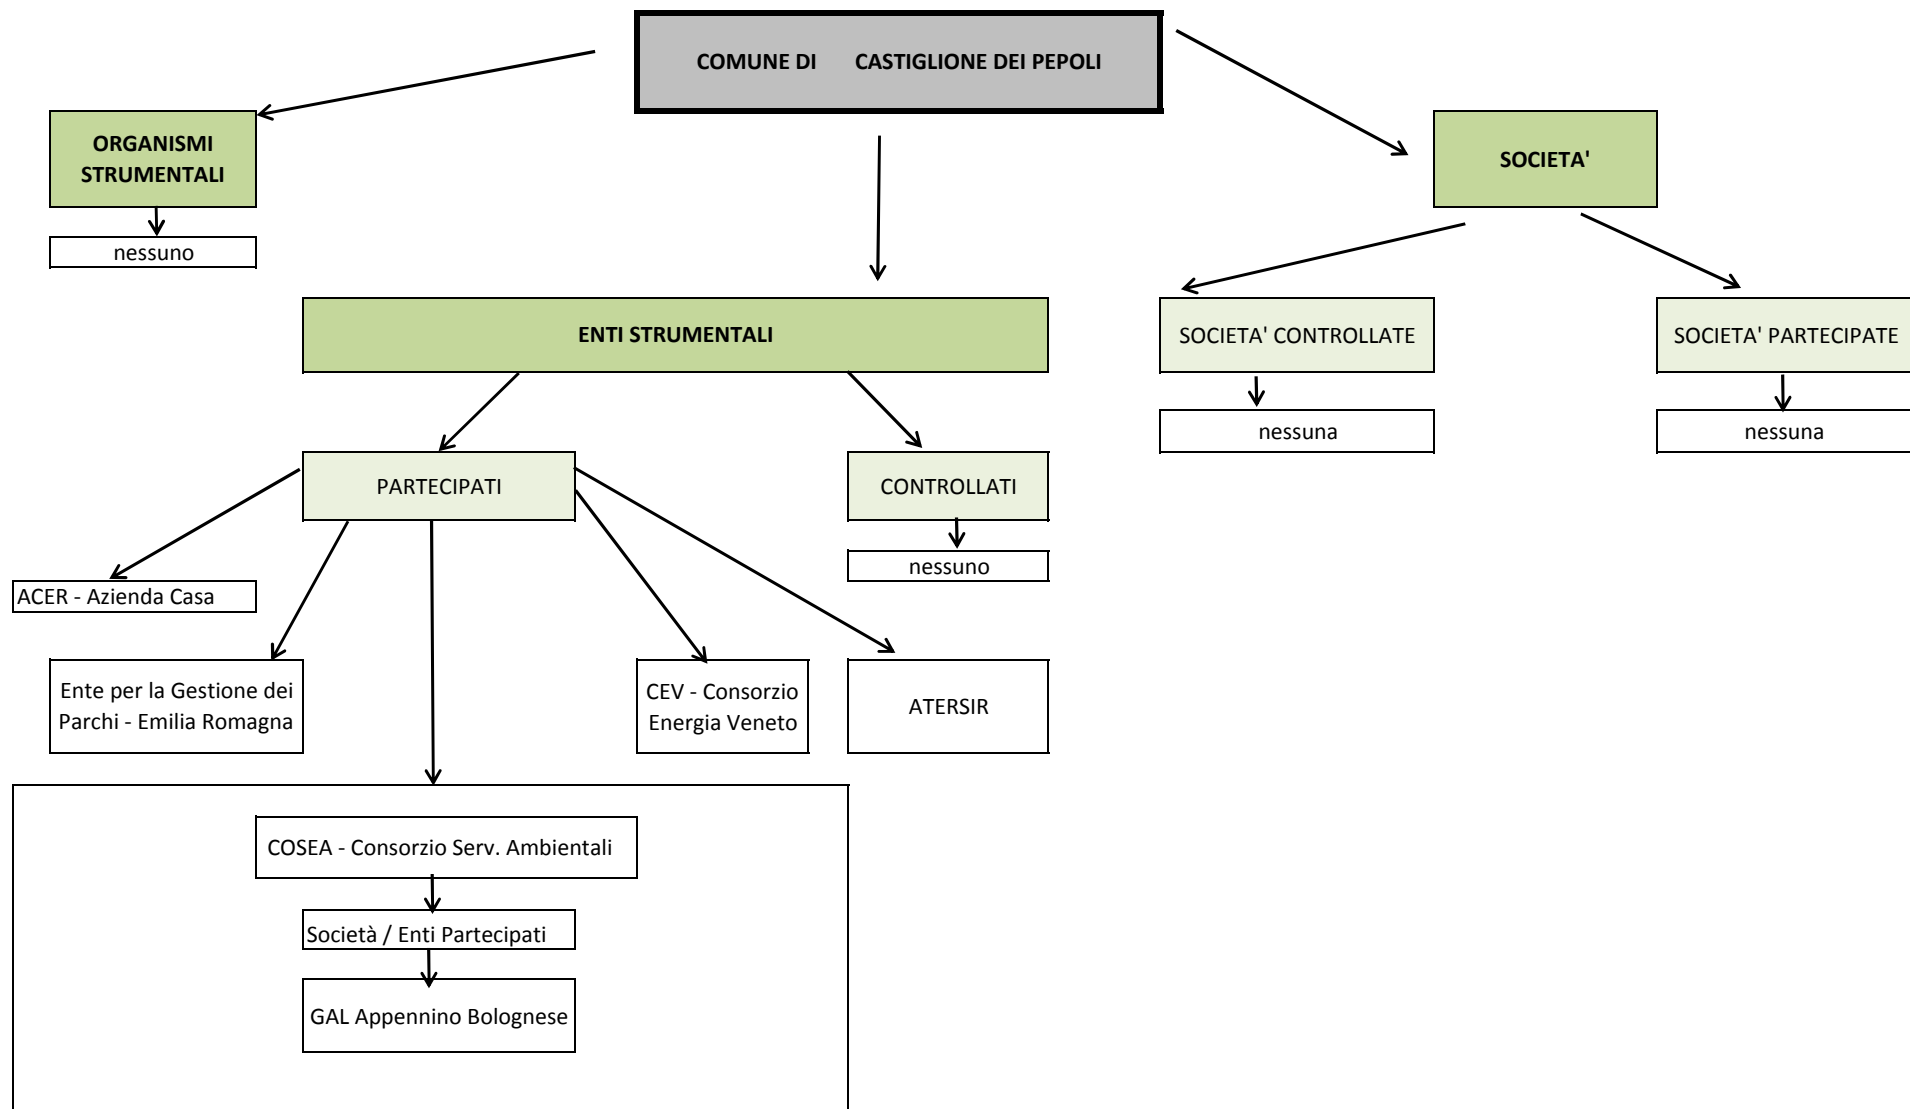 COMUNE DI CASTIGLIONE DEI PEPOLI
ORGANISMI
STRUMENTALI
SOCIETA'
nessuno
ENTI STRUMENTALI
SOCIETA' CONTROLLATE
SOCIETA' PARTECIPATE
nessuna
nessuna
PARTECIPATI
CONTROLLATI
nessuno
ACER - Azienda Casa
Ente per la Gestione dei
Parchi - Emilia Romagna
CEV - Consorzio
Energia Veneto
ATERSIR
COSEA - Consorzio Serv. Ambientali
Società / Enti Partecipati
GAL Appennino Bolognese